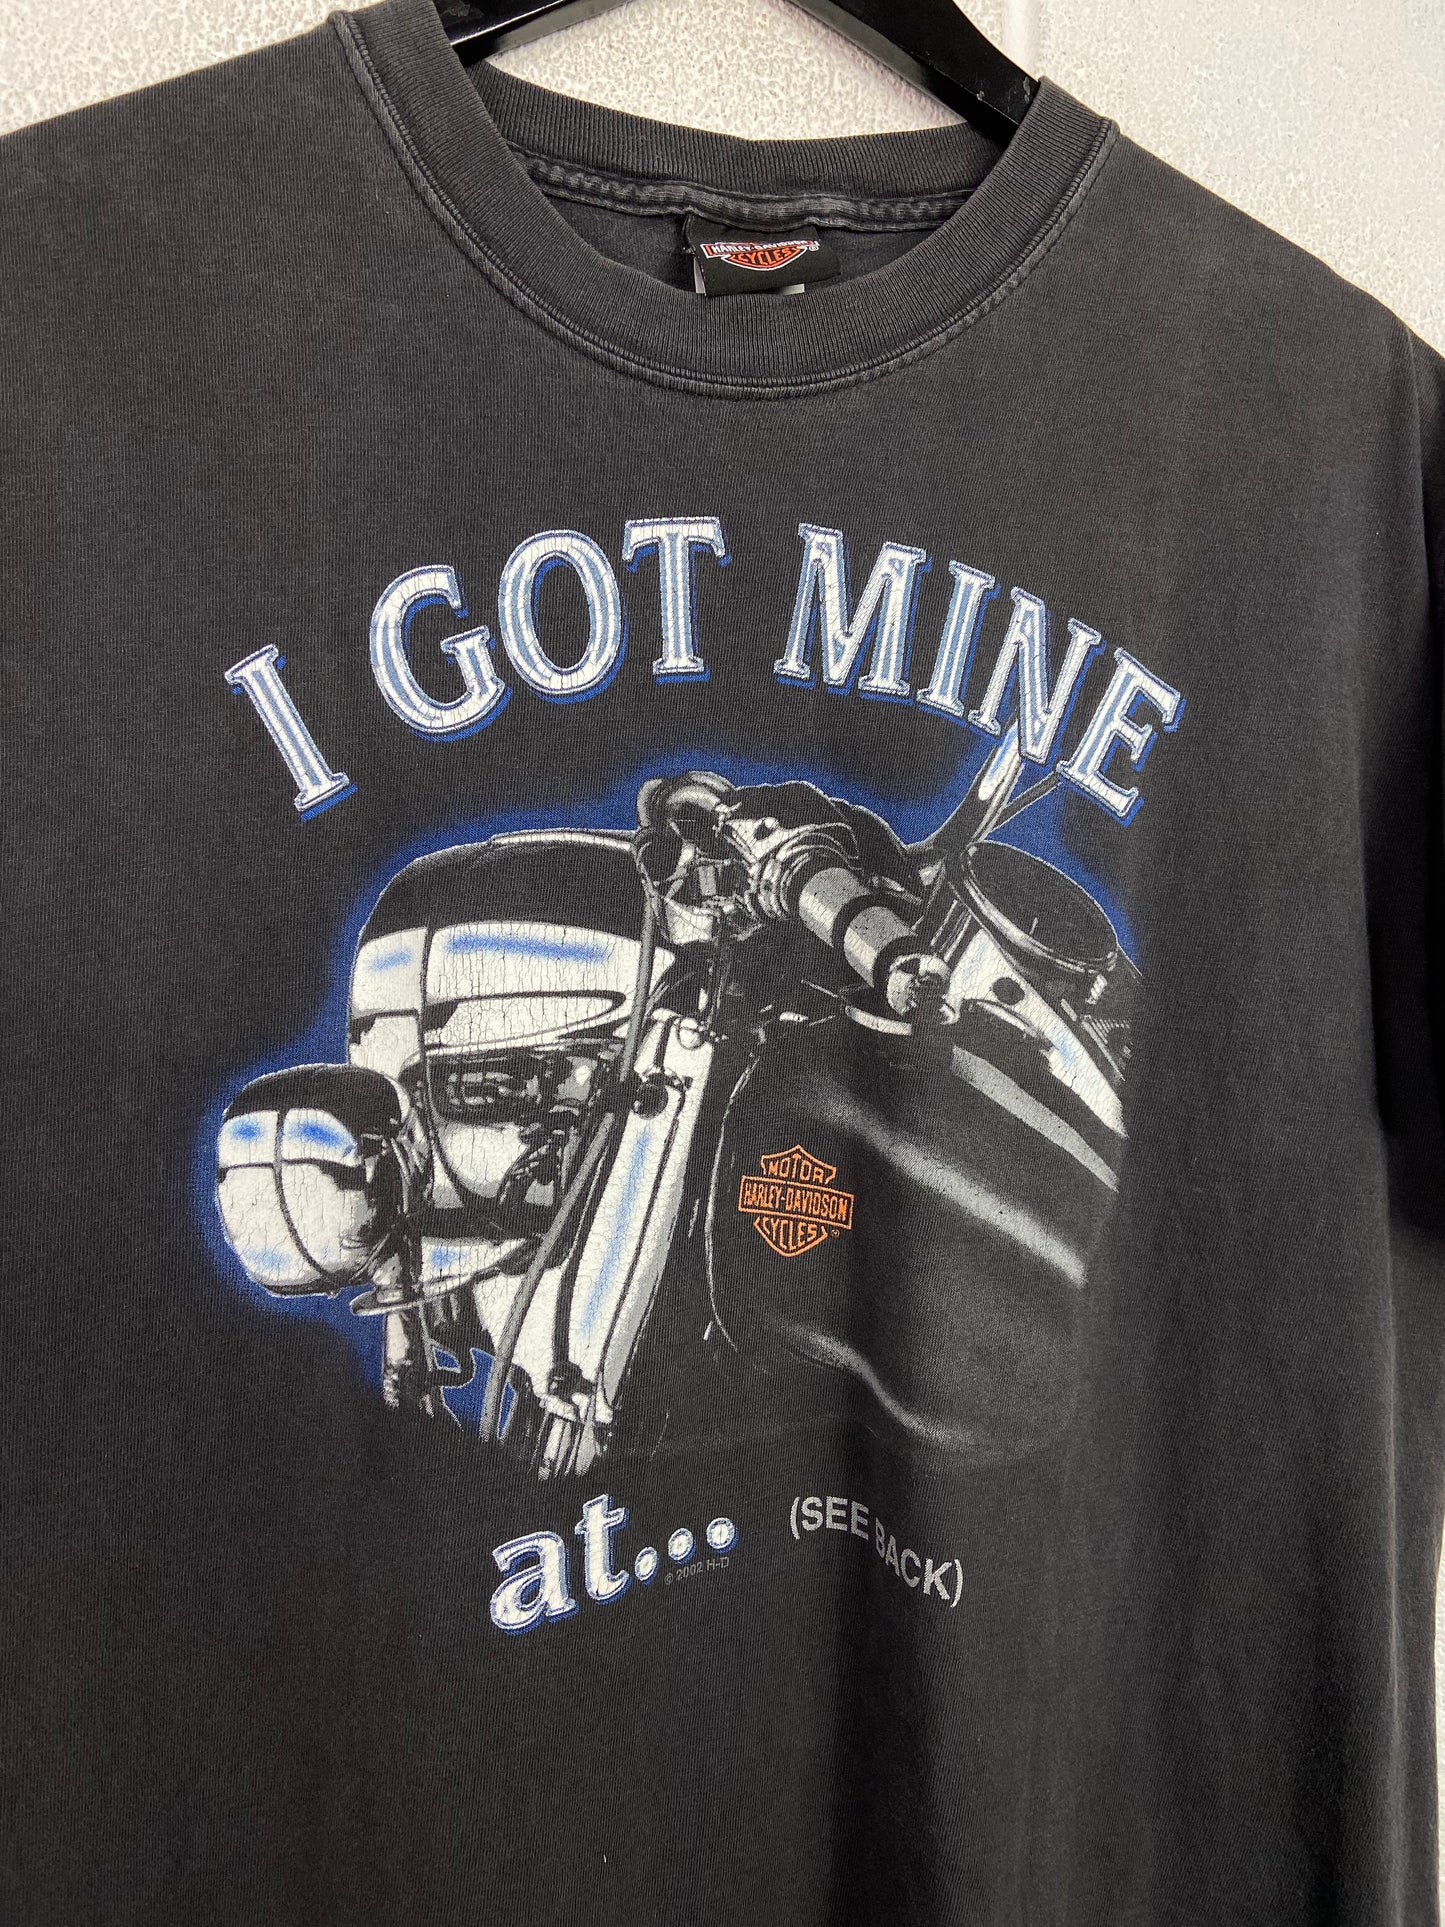 HARLEY-DAVIDSON
CYCLES®
I GOT MINE
MOTOR
HARLEY-DAVIDSON
CYCLES®
at...
© 2002 H-D
(SEE BACK)